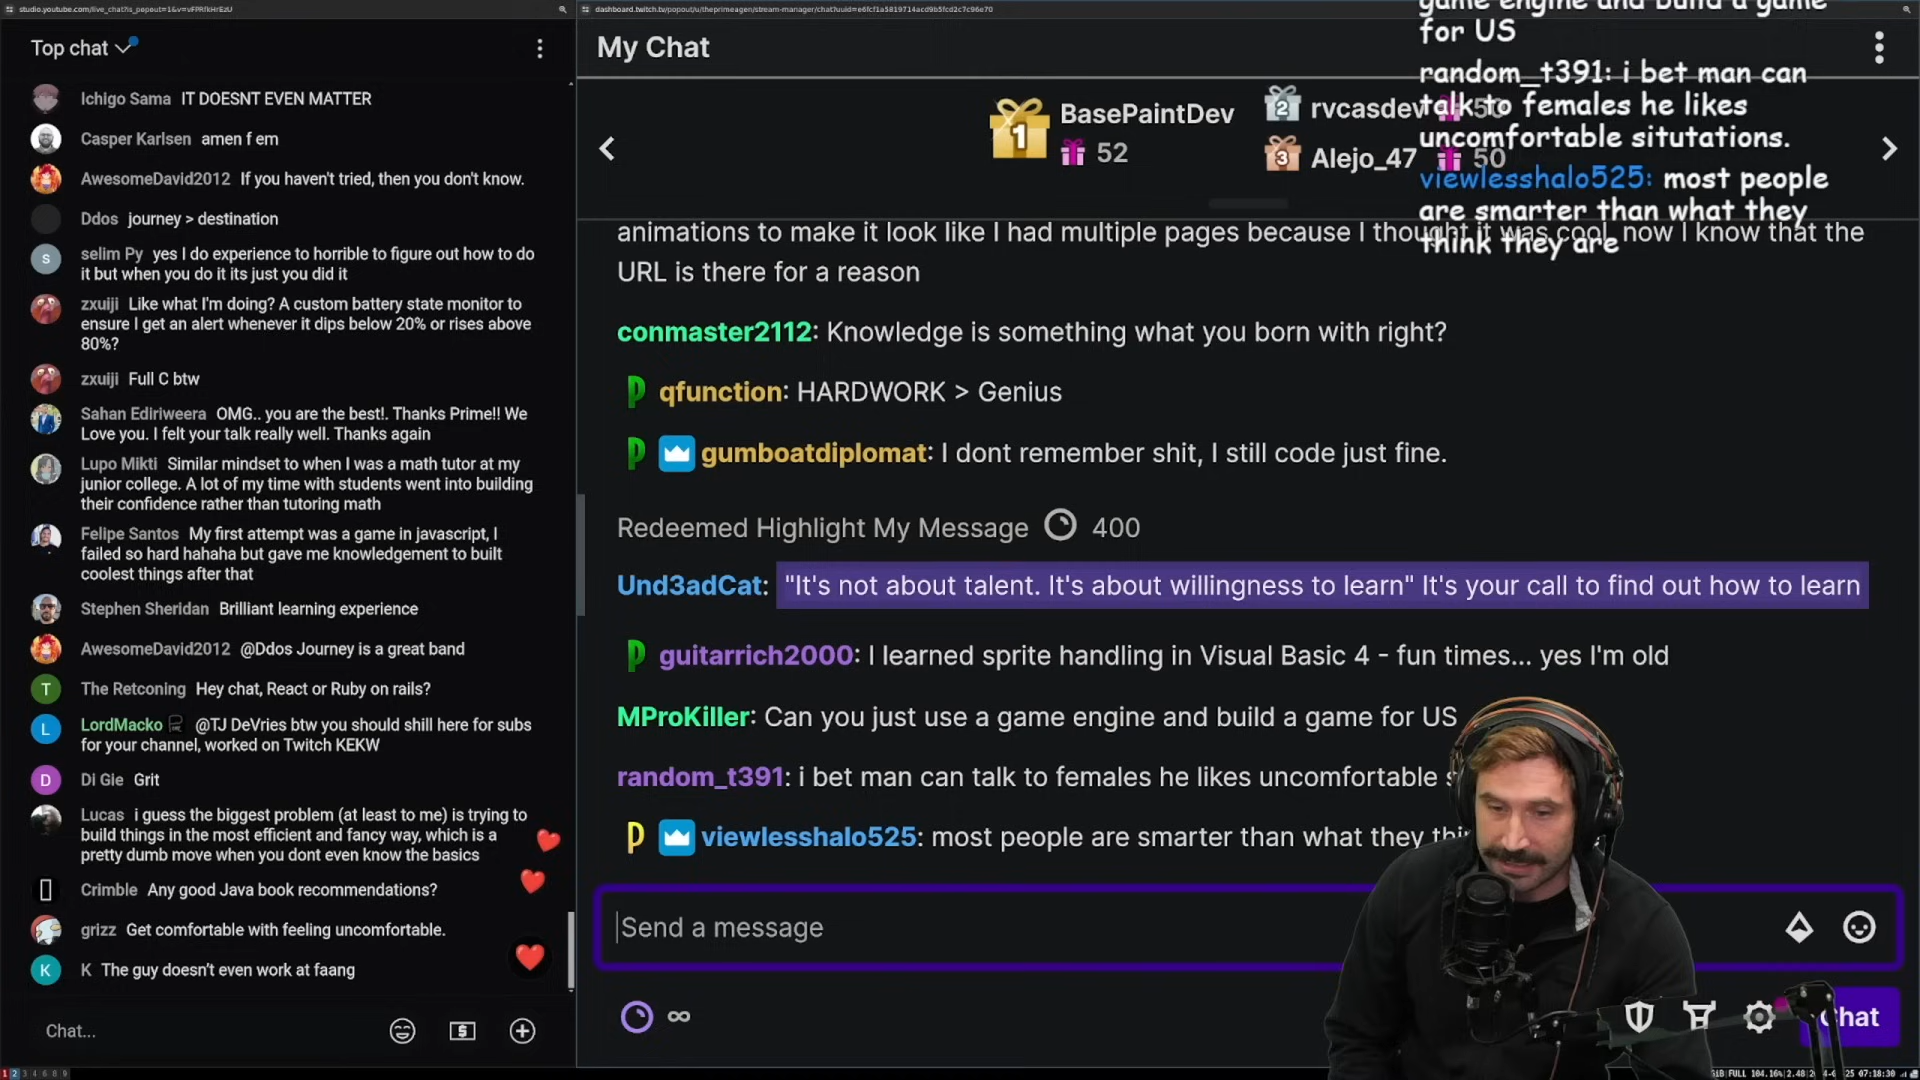 studio.youtube.com/live_chat?is_popout=1&v=vFPRfkHrEzU
Top chat
Ichigo Sama IT DOESNT EVEN MATTER
Casper Karlsen amen f em
AwesomeDavid2012 If you haven't tried, then you don't know.
Ddos journey > destination
S
selim Py yes I do experience to horrible to figure out how to do
it but when you do it its just you did it
zxuiji Like what I'm doing? A custom battery state monitor to
ensure I get an alert whenever it dips below 20% or rises above
80%?
zxuiji Full C btw
Sahan Ediriweera OMG.. you are the best!. Thanks Prime!! We
Love you. I felt your talk really well. Thanks again
Lupo Mikti Similar mindset to when I was a math tutor at my
junior college. A lot of my time with students went into building
their confidence rather than tutoring math
Felipe Santos My first attempt was a game in javascript, I
failed so hard hahaha but gave me knowledgement to built
coolest things after that
Stephen Sheridan Brilliant learning experience
AwesomeDavid2012 @Ddos Journey is a great band
T
The Retconing Hey chat, React or Ruby on rails?
L
LordMacko @TJ DeVries btw you should shill here for subs
for your channel, worked on Twitch KEKW
D
Di Gie Grit
Lucas i guess the biggest problem (at least to me) is trying to
build things in the most efficient and fancy way, which is a
pretty dumb move when you dont even know the basics
Crimble Any good Java book recommendations?
grizz Get comfortable with feeling uncomfortable.
K
K The guy doesn't even work at faang
Chat...
dashboard.twitch.tv/popout/u/theprimeagen/stream-manager/chat?uuid=e6fcf1a5819714acd9b5fcd2c7c96e70
My Chat
1
BasePaintDev
52
2
rvcasdev
50
3
Alejo_47
50
animations to make it look like I had multiple pages because I thought it was cool, now I know that the
URL is there for a reason
conmaster2112: Knowledge is something what you born with right?
qfunction: HARDWORK > Genius
gumboatdiplomat: I dont remember shit, I still code just fine.
Redeemed Highlight My Message 400
Und3adCat: "It's not about talent. It's about willingness to learn" It's your call to find out how to learn
guitarrich2000: I learned sprite handling in Visual Basic 4 - fun times... yes I'm old
MProKiller: Can you just use a game engine and build a game for US
random_t391: i bet man can talk to females he likes uncomfortable
viewlesshalo525: most people are smarter than what they
Send a message
∞
Chat
game engine and build a game
for US
random_t391: i bet man can
talk to females he likes
uncomfortable situtations.
viewlesshalo525: most people
are smarter than what they
think they are
1 2 3 4 5 6 8 9